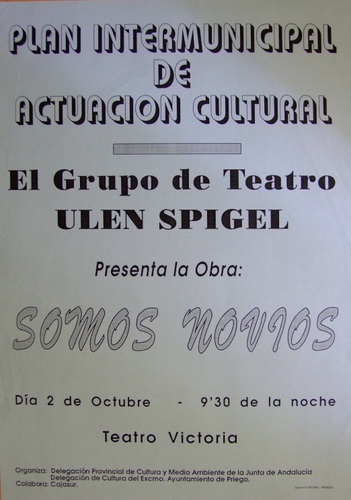 PLAN INTERMUNICIPAL
DE
ACTUACION CULTURAL
El Grupo de Teatro
ULEN SPIGEL
Presenta la Obra:
SOMOS NOVIOS
Día 2 de Octubre - 9'30 de la noche
Teatro Victoria
Organiza: Delegación Provincial de Cultura y Medio Ambiente de la Junta de Andalucía
Delegación de Cultura del Excmo. Ayuntamiento de Priego.
Colabora: Cajasur.